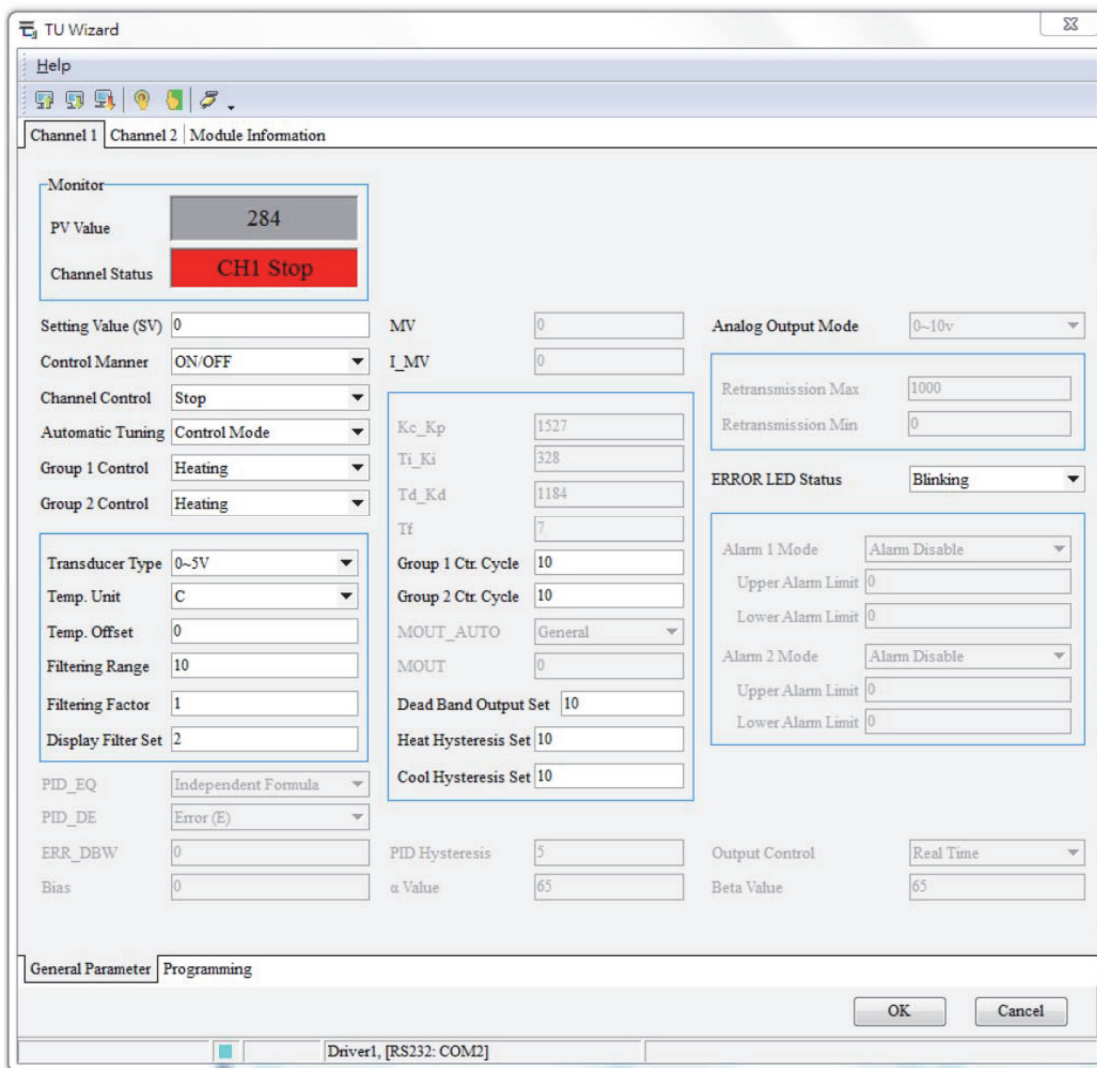 TU Wizard
Help
Channel 1 Channel 2 Module Information
Monitor
PV Value 284
Channel Status CH1 Stop
Setting Value (SV) 0 MV 0 Analog Output Mode 0~10v
Control Manner ON/OFF I_MV 0
Channel Control Stop Retransmission Max 1000
Automatic Tuning Control Mode Kc_Kp 1527 Retransmission Min 0
Group 1 Control Heating Ti_Ki 328 ERROR LED Status Blinking
Group 2 Control Heating Td_Kd 1184
Tf 7 Alarm 1 Mode Alarm Disable
Transducer Type 0~5V Group 1 Ctr. Cycle 10 Upper Alarm Limit 0
Temp. Unit C Group 2 Ctr. Cycle 10 Lower Alarm Limit 0
Temp. Offset 0 MOUT_AUTO General
Filtering Range 10 MOUT 0 Alarm 2 Mode Alarm Disable
Filtering Factor 1 Dead Band Output Set 10 Upper Alarm Limit 0
Display Filter Set 2 Heat Hysteresis Set 10 Lower Alarm Limit 0
PID_EQ Independent Formula Cool Hysteresis Set 10
PID_DE Error (E)
ERR_DBW 0 PID Hysteresis 5 Output Control Real Time
Bias 0 α Value 65 Beta Value 65
General Parameter Programming
OK Cancel
Driver1, [RS232: COM2]